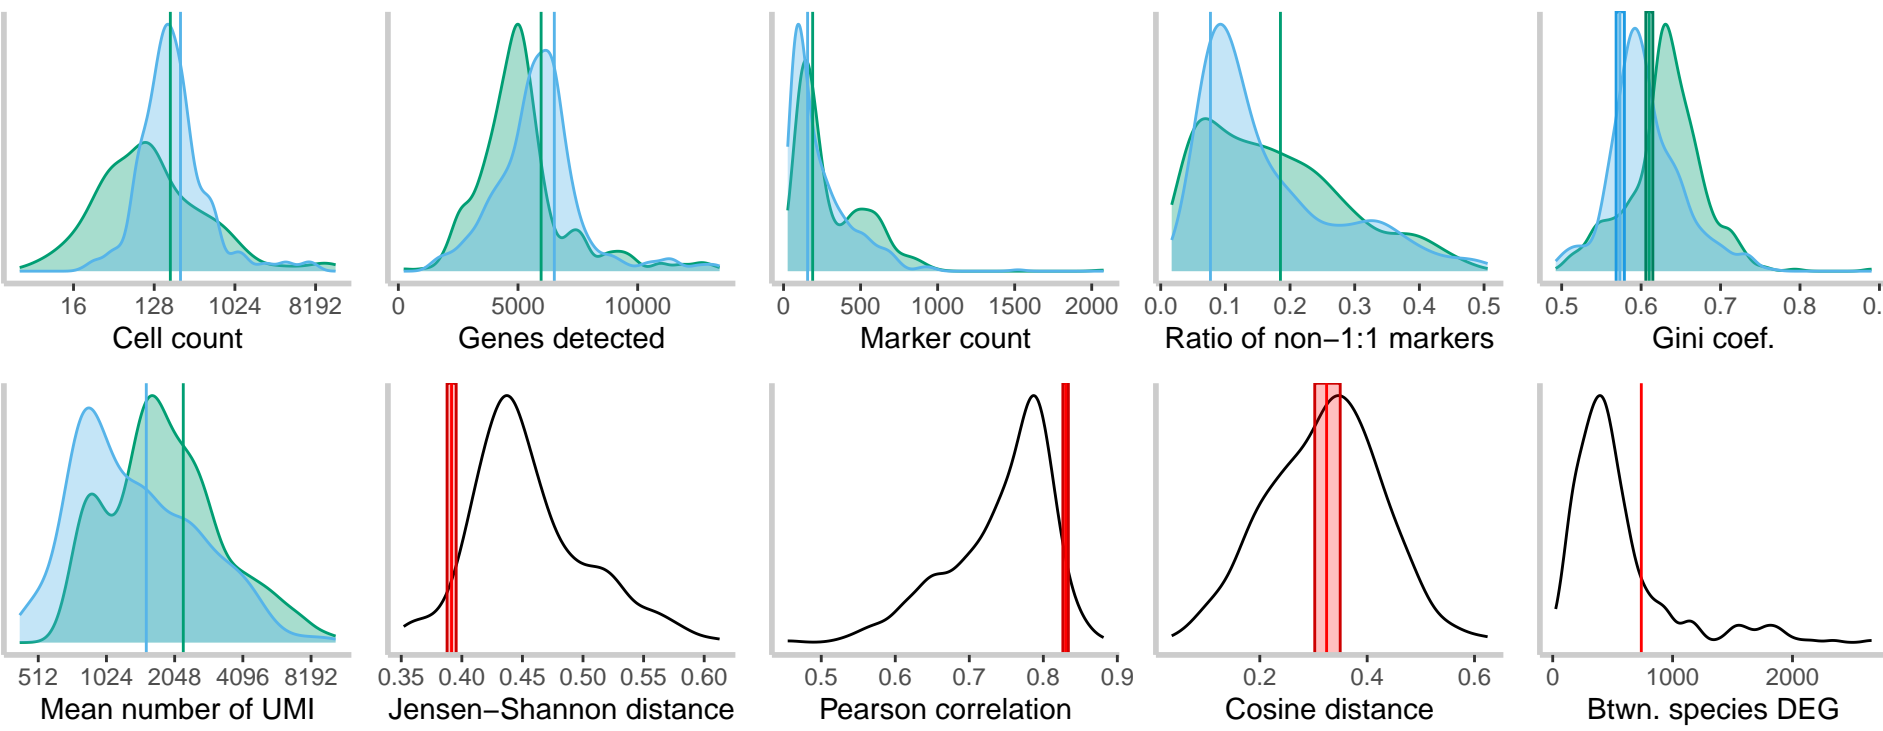 16 128 1024 8192
Cell count
0 5000 10000
Genes detected
0 500 1000 1500 2000
Marker count
0.0 0.1 0.2 0.3 0.4 0.5
Ratio of non−1:1 markers
0.5 0.6 0.7 0.8 0.
Gini coef.
512 1024 2048 4096 8192
Mean number of UMI
0.35 0.40 0.45 0.50 0.55 0.60
Jensen−Shannon distance
0.5 0.6 0.7 0.8 0.9
Pearson correlation
0.2 0.4 0.6
Cosine distance
0 1000 2000
Btwn. species DEG